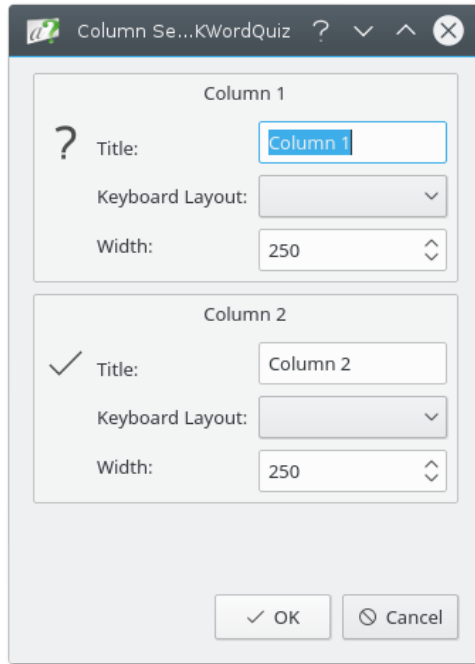 Column Se...KWordQuiz
Column 1
Title: Column 1
Keyboard Layout:
Width: 250
Column 2
Title: Column 2
Keyboard Layout:
Width: 250
OK Cancel